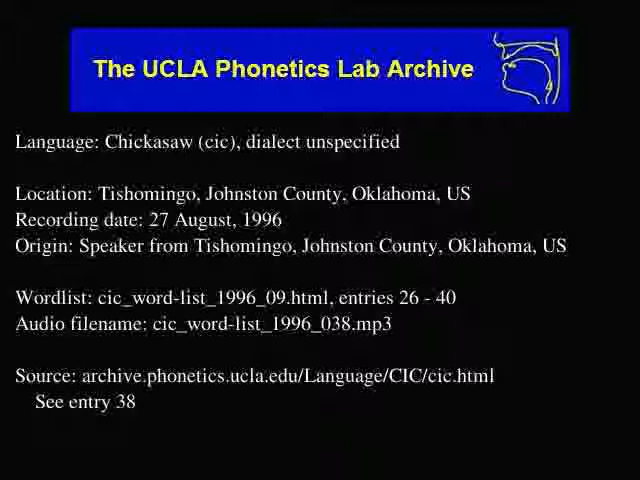 The UCLA Phonetics Lab Archive
Language: Chickasaw (cic), dialect unspecified
Location: Tishomingo, Johnston County, Oklahoma, US
Recording date: 27 August, 1996
Origin: Speaker from Tishomingo, Johnston County, Oklahoma, US
Wordlist: cic_word-list_1996_09.html, entries 26 - 40
Audio filename: cic_word-list_1996_038.mp3
Source: archive.phonetics.ucla.edu/Language/CIC/cic.html
See entry 38